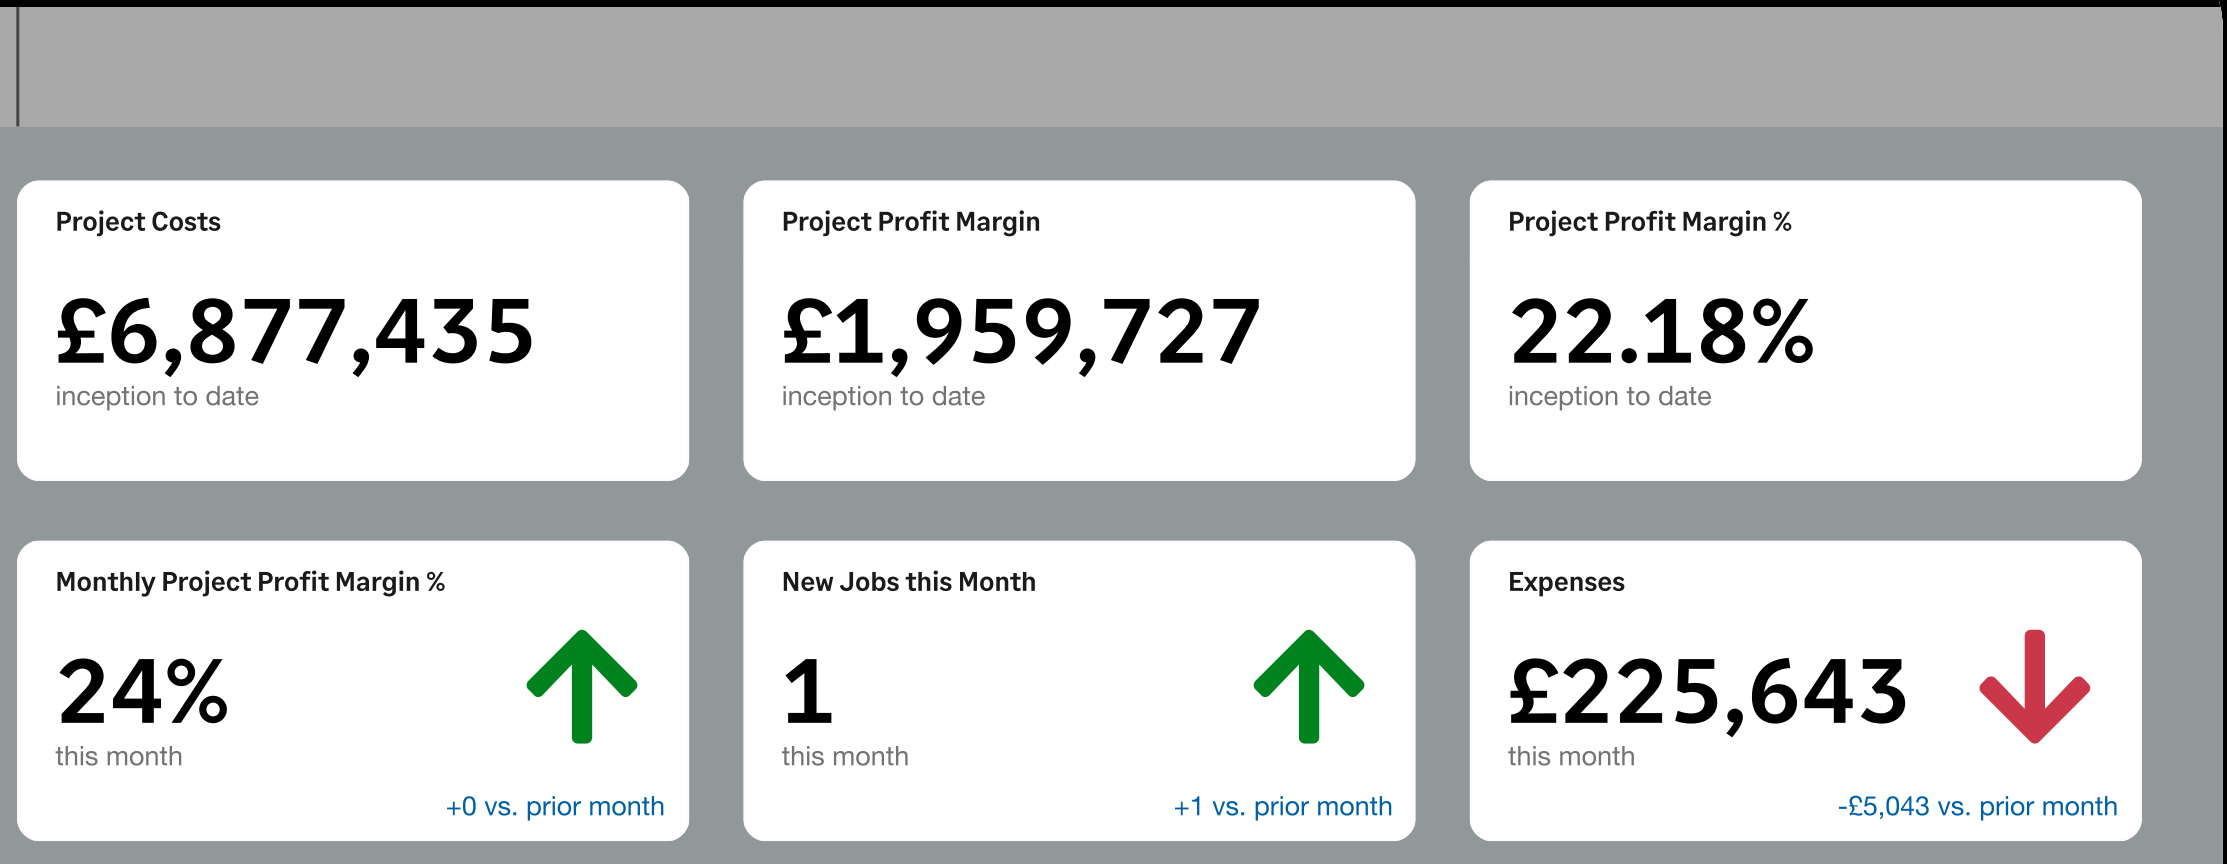 Project Costs
£6,877,435
inception to date
Project Profit Margin
£1,959,727
inception to date
Project Profit Margin %
22.18%
inception to date
Monthly Project Profit Margin %
24%
this month
+0 vs. prior month
New Jobs this Month
1
this month
+1 vs. prior month
Expenses
£225,643
this month
-£5,043 vs. prior month